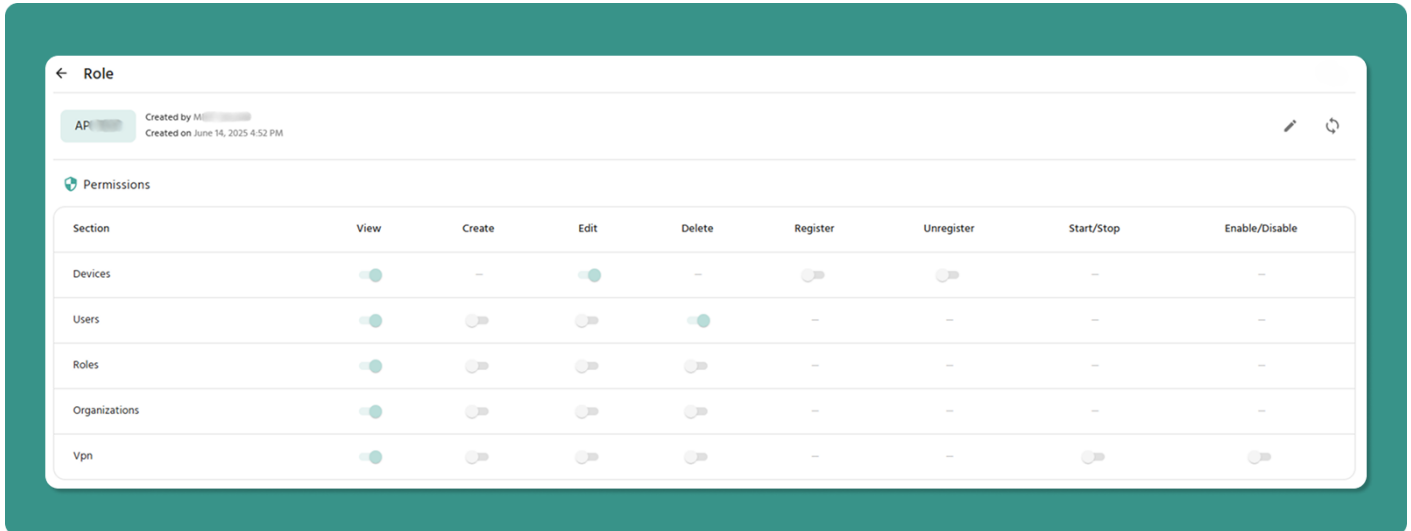 Role
AP
Created by M
Created on June 14, 2025 4:52 PM
Permissions
Section View Create Edit Delete Register Unregister Start/Stop Enable/Disable
Devices – – – –
Users – – – –
Roles – – – –
Organizations – – – –
Vpn – –